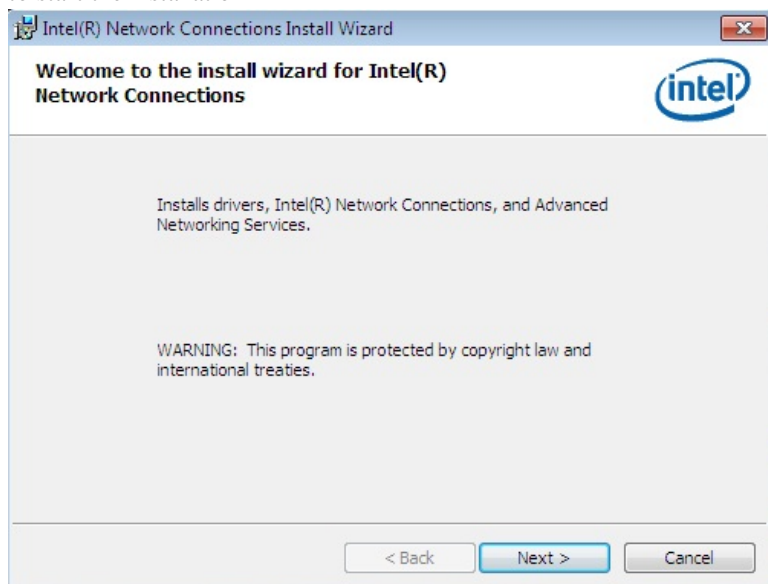 Intel(R) Network Connections Install Wizard
Welcome to the install wizard for Intel(R)
Network Connections
intel
Installs drivers, Intel(R) Network Connections, and Advanced
Networking Services.
WARNING: This program is protected by copyright law and
international treaties.
< Back
Next >
Cancel